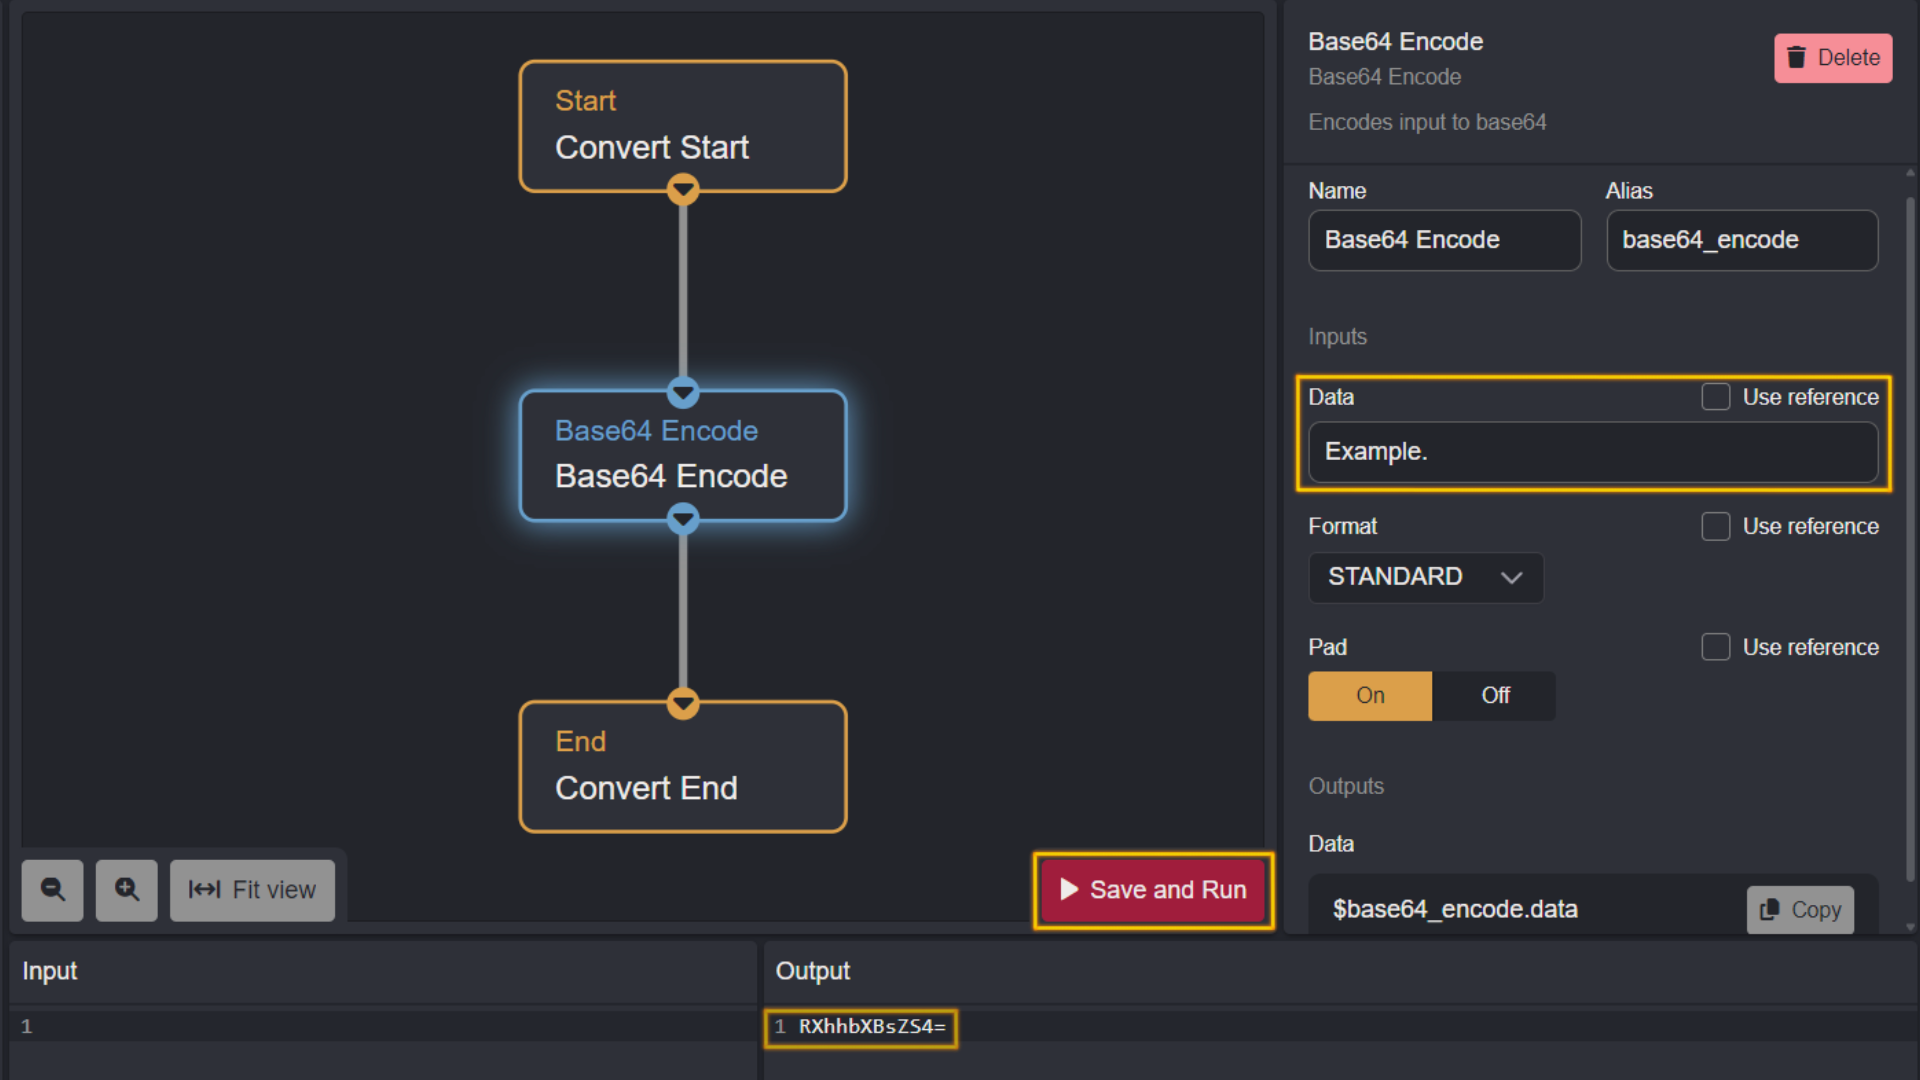 Start
Convert Start
Base64 Encode
Base64 Encode
End
Convert End
Fit view
Save and Run
Base64 Encode
Base64 Encode
Encodes input to base64
Delete
Name
Alias
Base64 Encode
base64_encode
Inputs
Data
Use reference
Example.
Format
Use reference
STANDARD
Pad
Use reference
On
Off
Outputs
Data
$base64_encode.data
Copy
Input
1
Output
1 RXhhbXBsZS4=